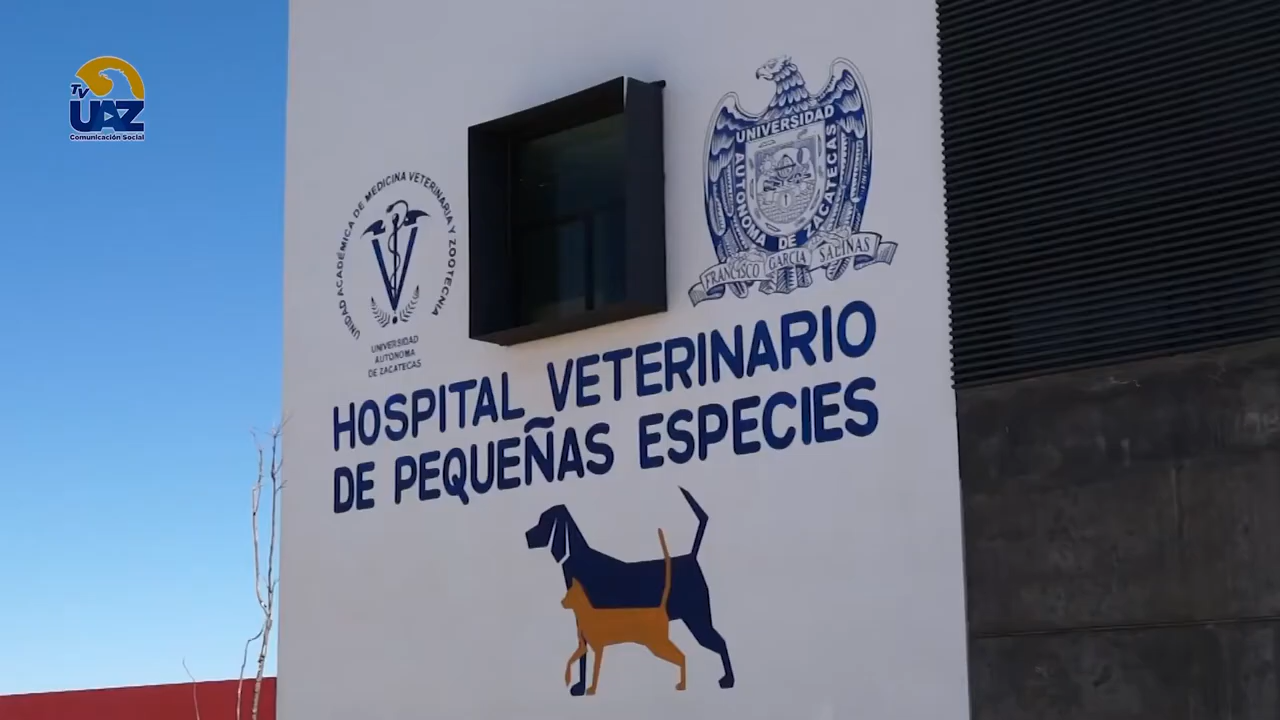 TV
UAZ
Comunicación Social
UNIDAD ACADÉMICA DE MEDICINA VETERINARIA Y ZOOTECNIA
UNIVERSIDAD
AUTONOMA
DE ZACATECAS
UNIVERSIDAD
AUTONOMA
DE ZACATECAS
FRANCISCO GARCIA SALINAS
HOSPITAL VETERINARIO
DE PEQUEÑAS ESPECIES